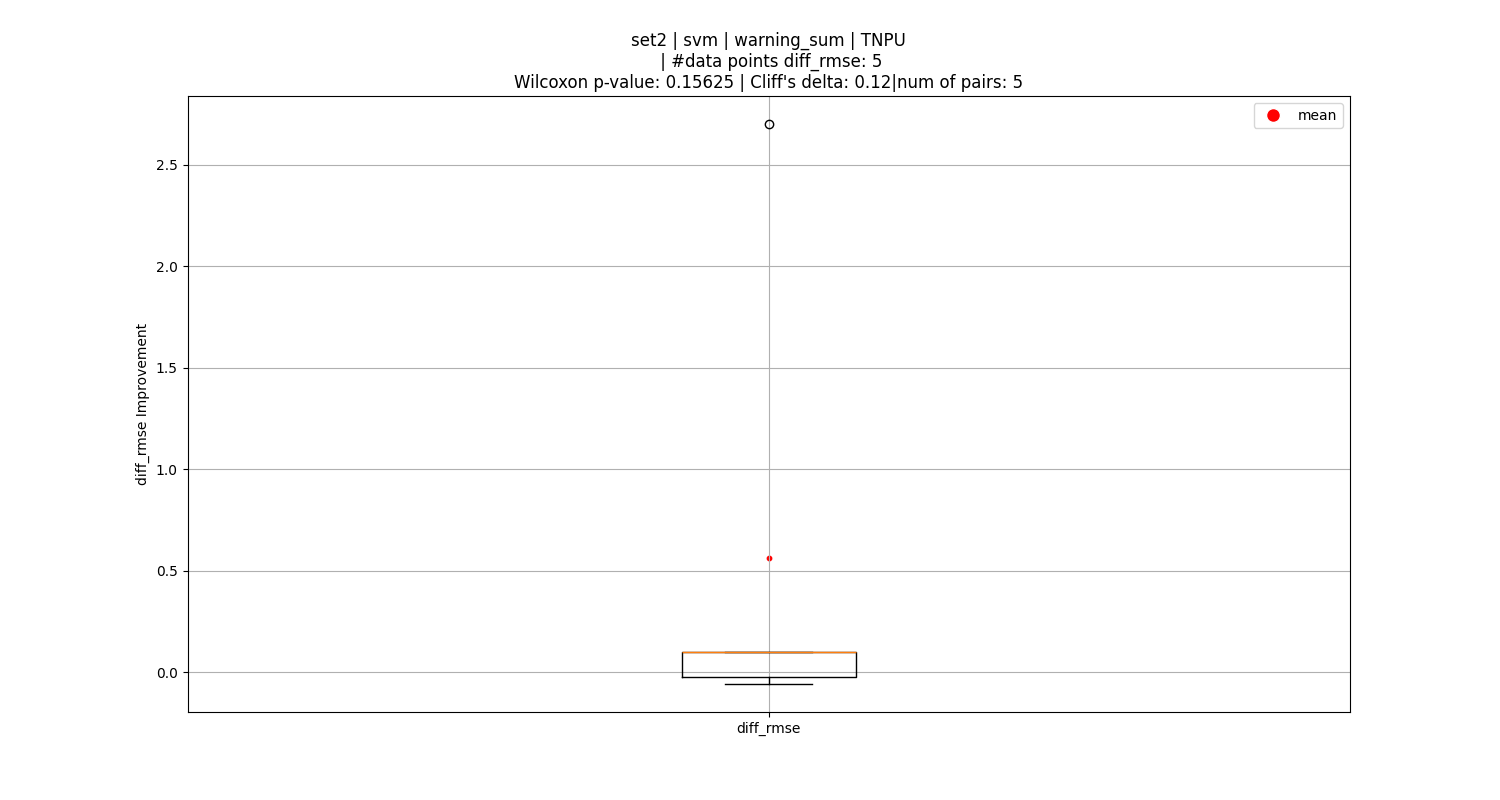 set2 | svm | warning_sum | TNPU
| #data points diff_rmse: 5
Wilcoxon p-value: 0.15625 | Cliff's delta: 0.12|num of pairs: 5
mean
2.5
2.0
1.5
1.0
0.5
0.0
diff_rmse Improvement
diff_rmse